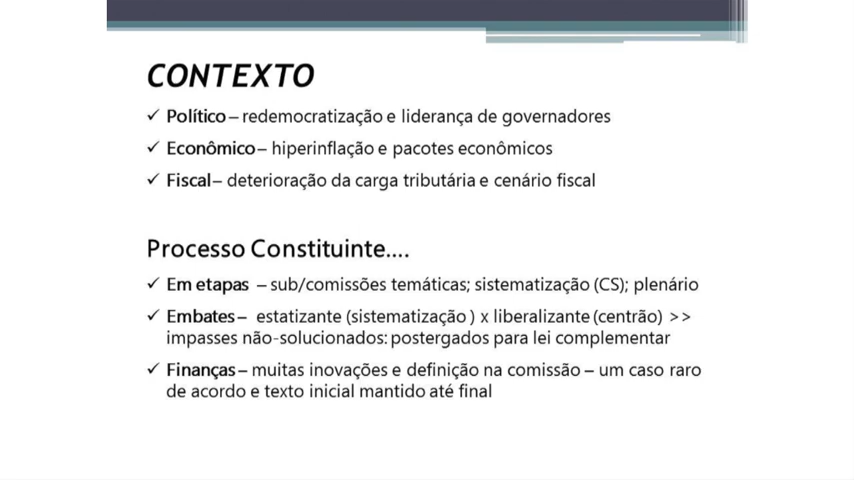 CONTEXTO
✓ Político – redemocratização e liderança de governadores
✓ Econômico – hiperinflação e pacotes econômicos
✓ Fiscal – deterioração da carga tributária e cenário fiscal
Processo Constituinte....
✓ Em etapas – sub/comissões temáticas; sistematização (CS); plenário
✓ Embates – estatizante (sistematização ) x liberalizante (centrão) >>
impasses não-solucionados: postergados para lei complementar
✓ Finanças – muitas inovações e definição na comissão – um caso raro
de acordo e texto inicial mantido até final